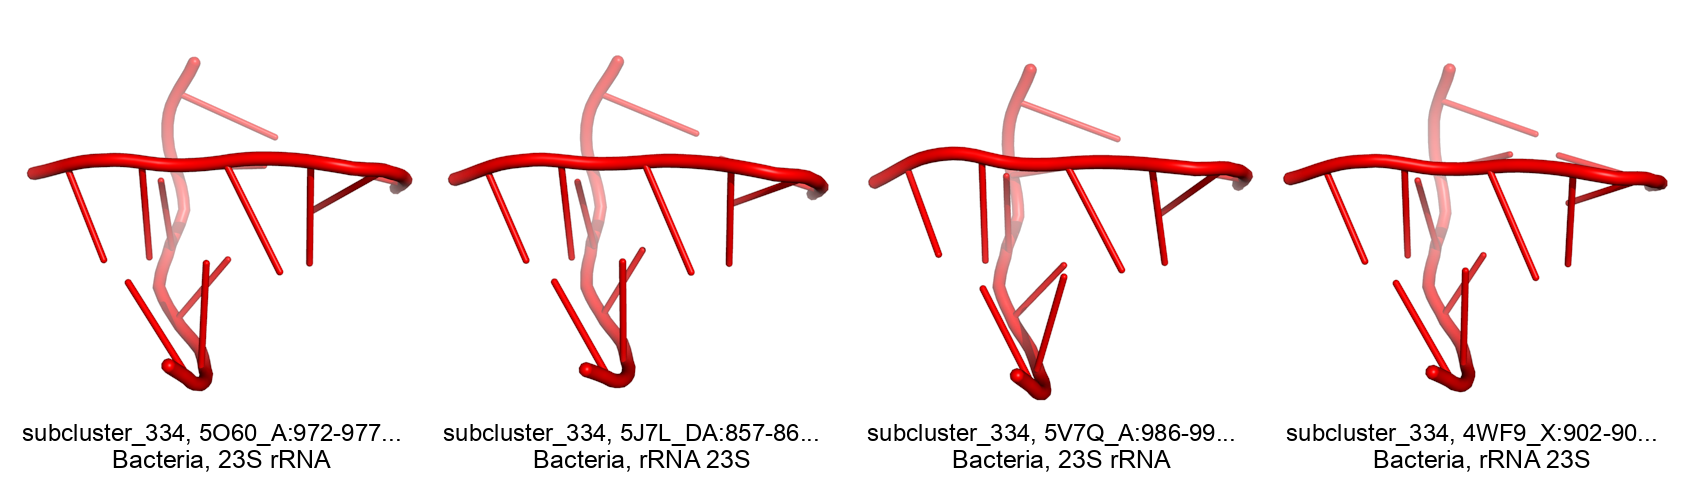 subcluster_334, 5O60_A:972-977...
Bacteria, 23S rRNA
subcluster_334, 5J7L_DA:857-86...
Bacteria, rRNA 23S
subcluster_334, 5V7Q_A:986-99...
Bacteria, 23S rRNA
subcluster_334, 4WF9_X:902-90...
Bacteria, rRNA 23S